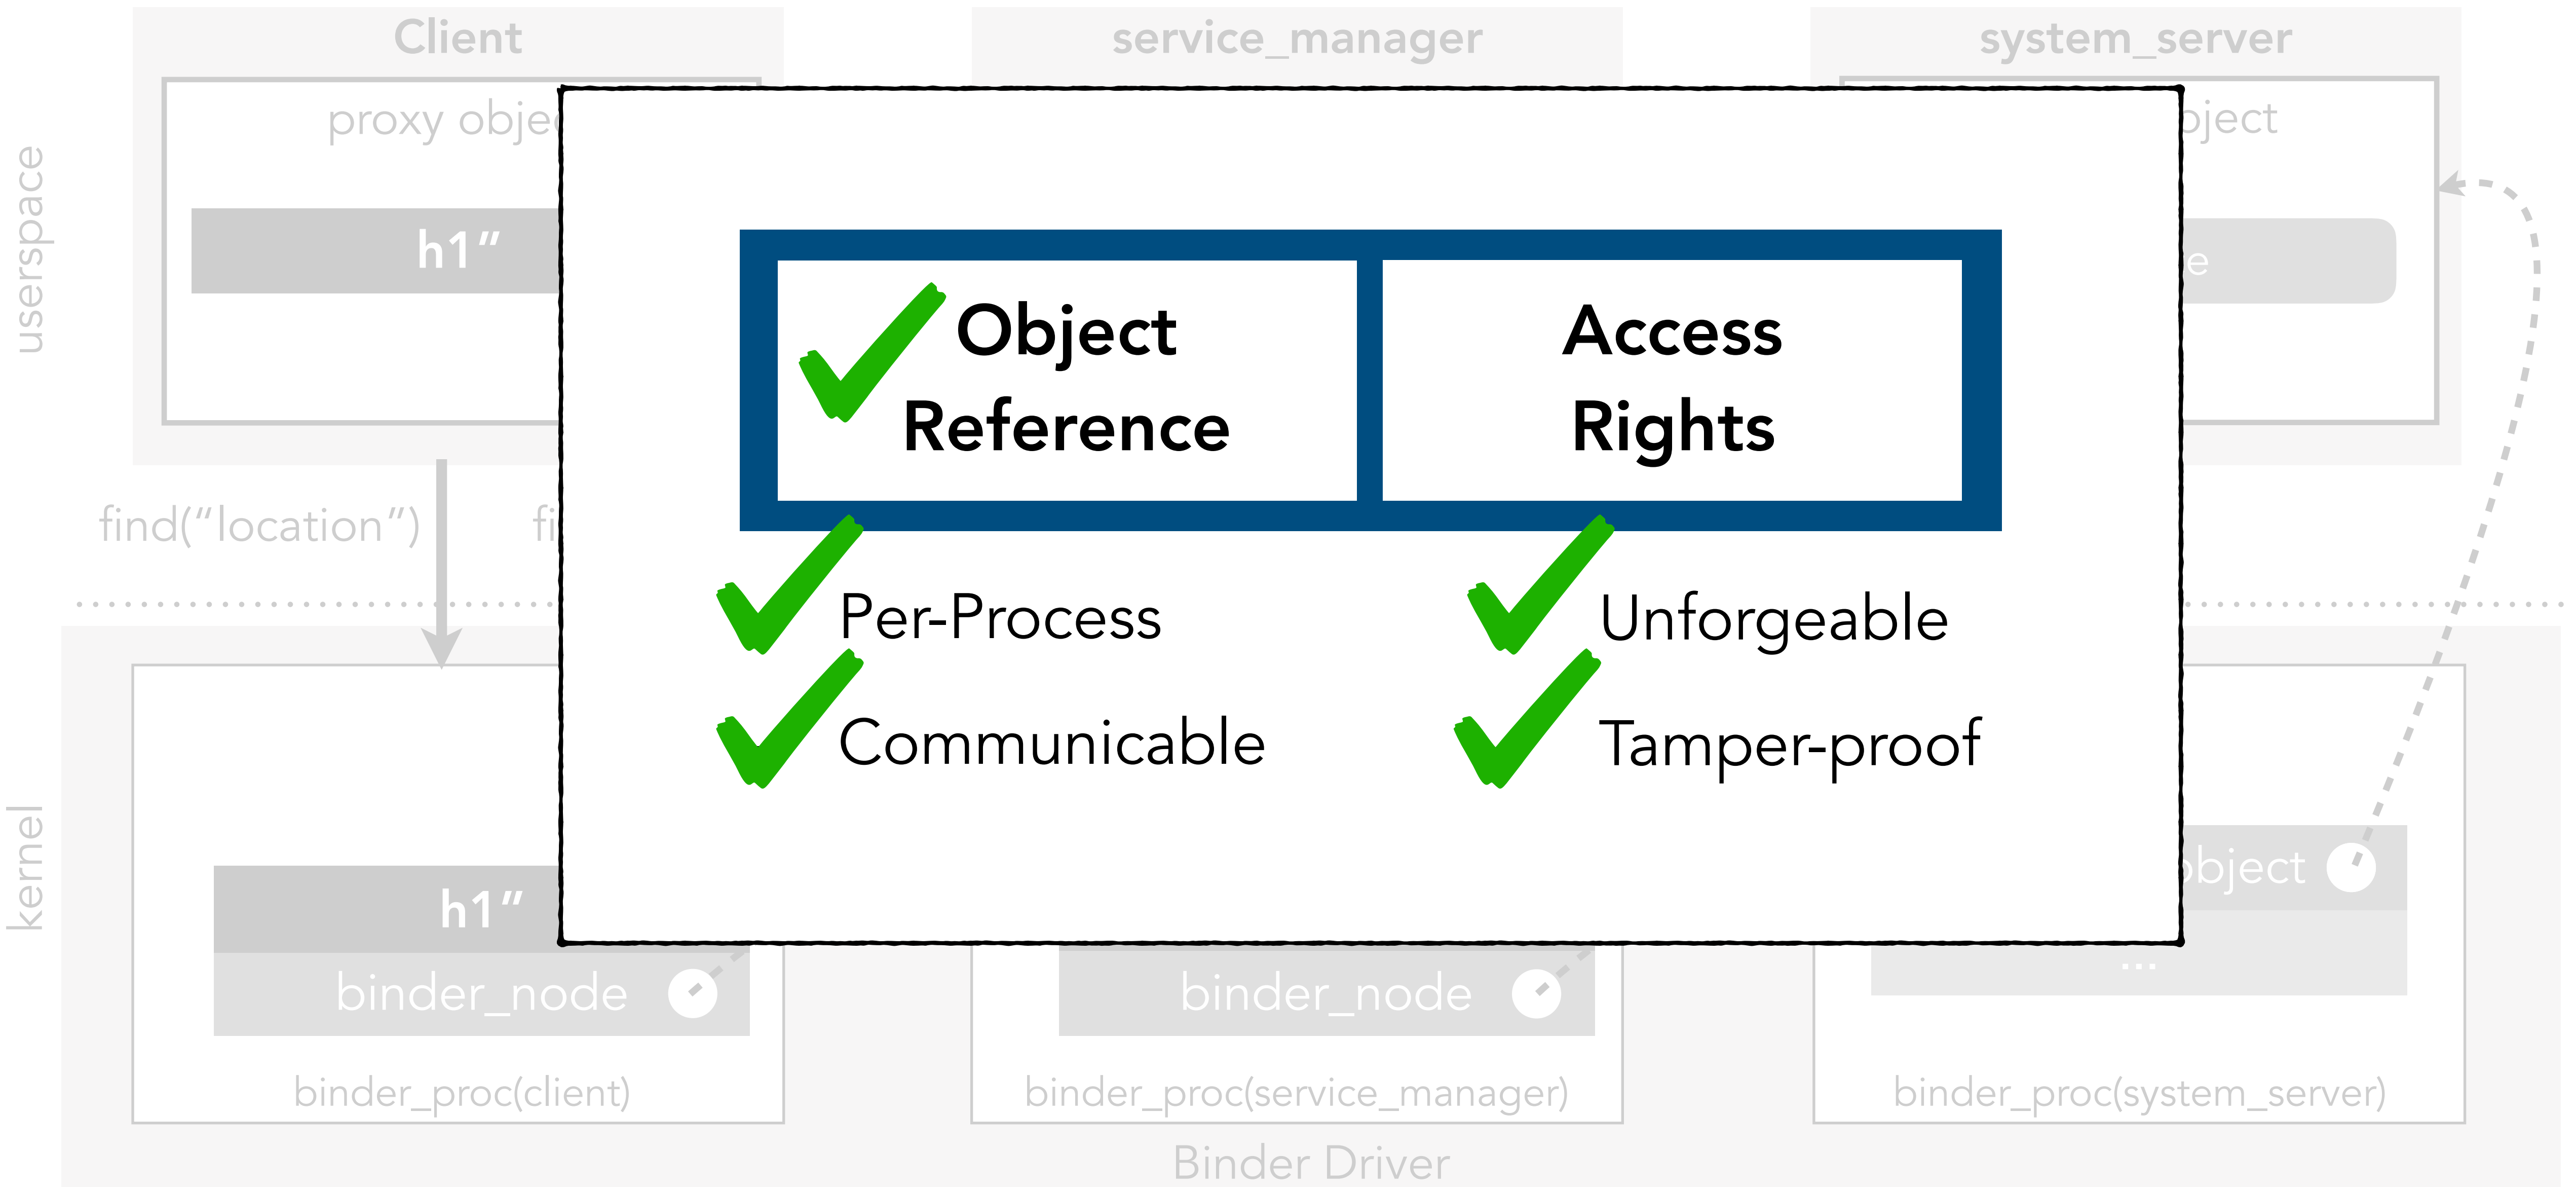 Client
service_manager
system_server
userspace
proxy obje
h1”
find(“location”)
fi
Object
Reference
Access
Rights
Per-Process
Unforgeable
Communicable
Tamper-proof
bject
e
kernel
h1”
binder_node
binder_node
object
...
binder_proc(client)
binder_proc(service_manager)
binder_proc(system_server)
Binder Driver